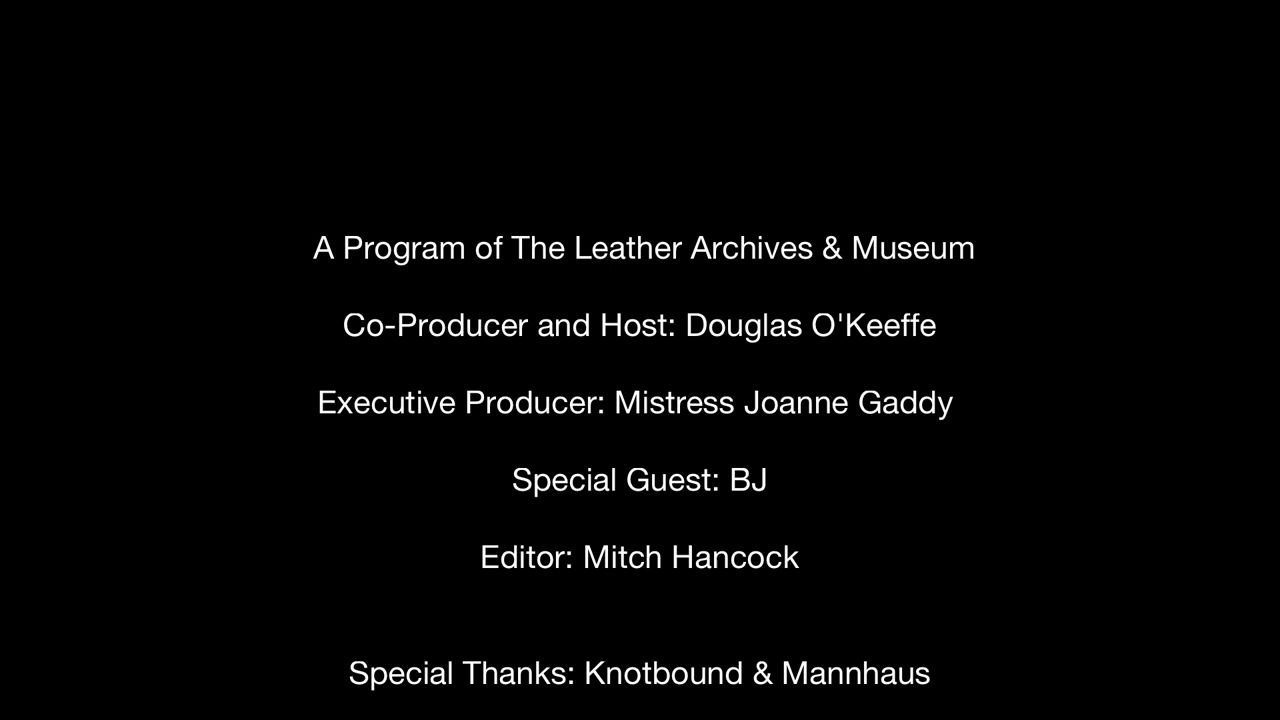 A Program of The Leather Archives & Museum
Co-Producer and Host: Douglas O'Keeffe
Executive Producer: Mistress Joanne Gaddy
Special Guest: BJ
Editor: Mitch Hancock
Special Thanks: Knotbound & Mannhaus